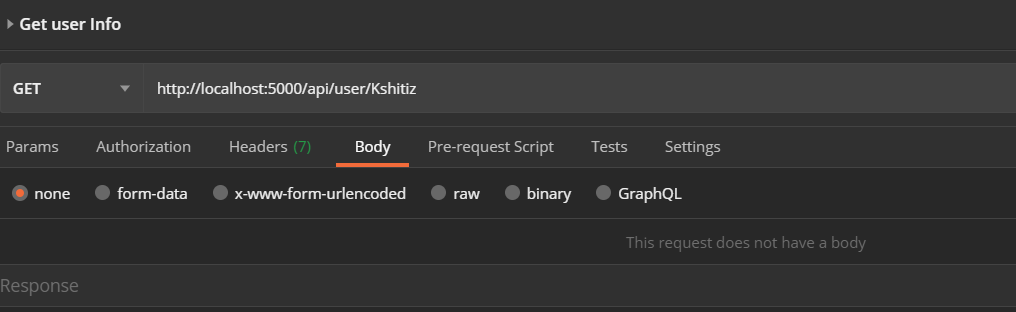 Get user Info
GET http://localhost:5000/api/user/Kshitiz
Params Authorization Headers (7) Body Pre-request Script Tests Settings
none form-data x-www-form-urlencoded raw binary GraphQL
This request does not have a body
Response